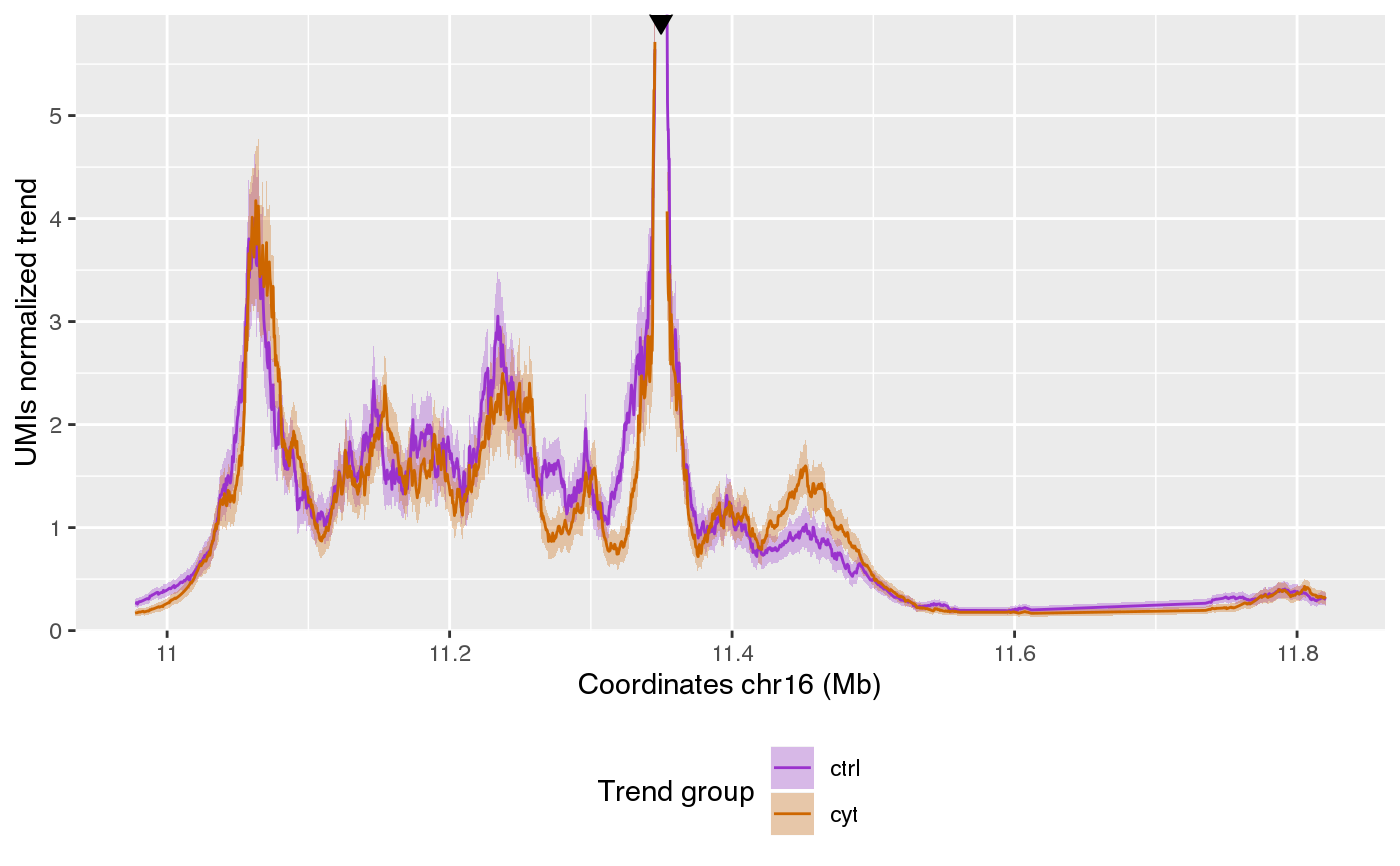 UMIs normalized trend
5
4
3
2
1
0
11
11.2
11.4
11.6
11.8
Coordinates chr16 (Mb)
Trend group
ctrl
cyt